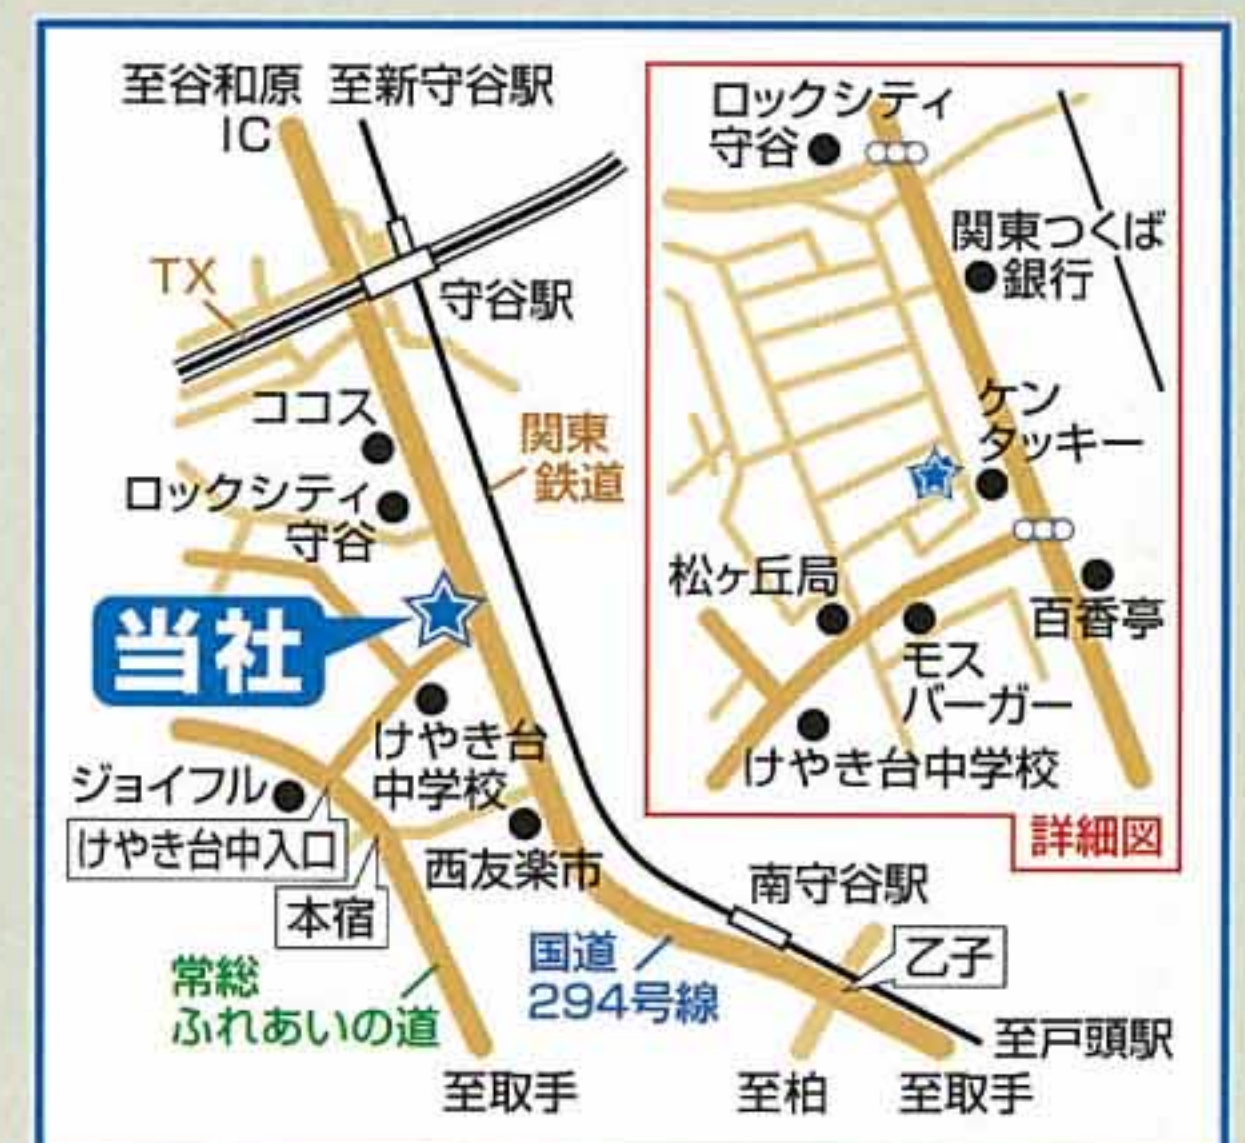 至谷和原
IC
至新守谷駅
TX
守谷駅
ココス
関東
鉄道
ロックシティ
守谷
当社
けやき台
中学校
ジョイフル
けやき台中入口
西友楽市
本宿
南守谷駅
乙子
常総
ふれあいの道
国道
294号線
至戸頭駅
至取手
至柏
至取手
ロックシティ
守谷
関東つくば
銀行
ケン
タッキー
松ヶ丘局
百香亭
モス
バーガー
けやき台中学校
詳細図